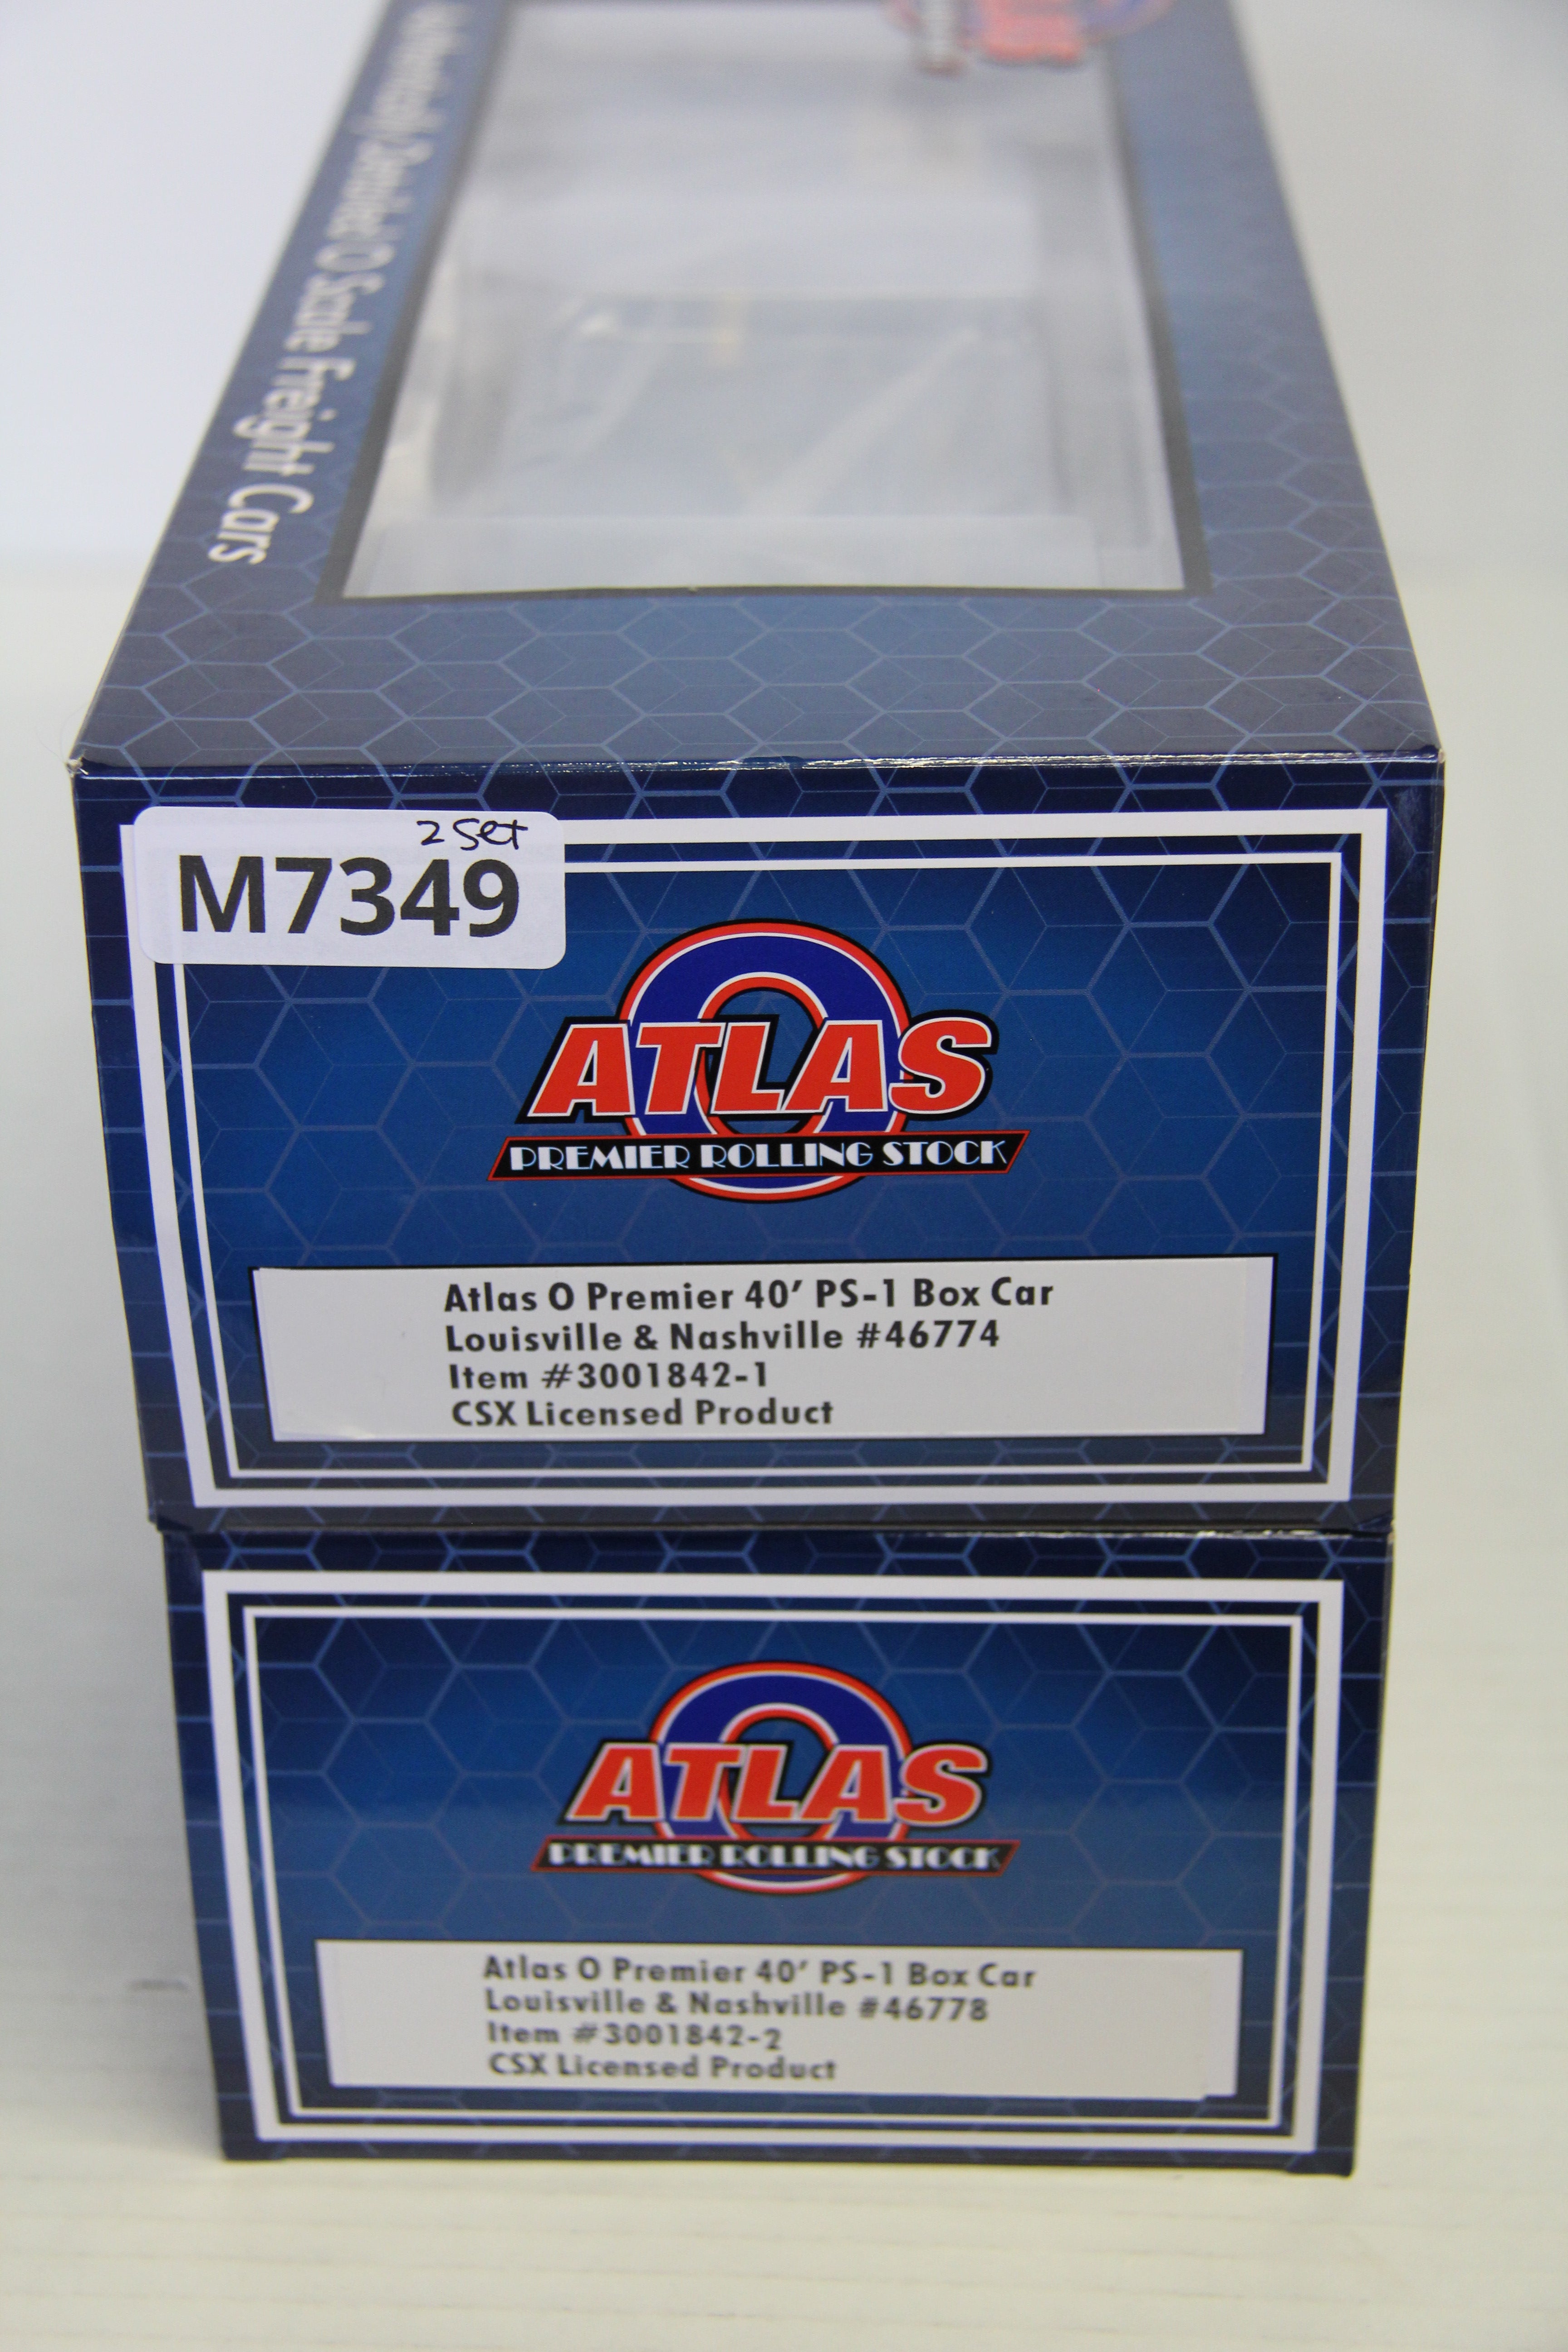 Authentically Detailed O Scale Freight Cars
2 Set
M7349
ATLAS
PREMIER ROLLING STOCK
Atlas O Premier 40′ PS-1 Box Car
Louisville & Nashville #46774
Item #3001842-1
CSX Licensed Product
ATLAS
PREMIER ROLLING STOCK
Atlas O Premier 40′ PS-1 Box Car
Louisville & Nashville #46778
Item #3001842-2
CSX Licensed Product